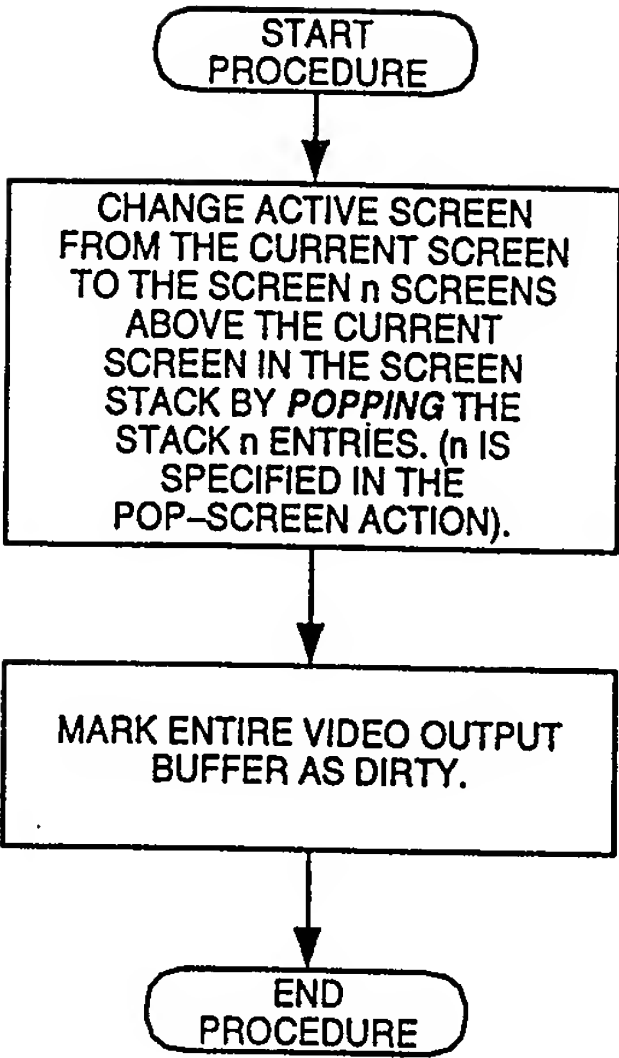 START
PROCEDURE
CHANGE ACTIVE SCREEN
FROM THE CURRENT SCREEN
TO THE SCREEN n SCREENS
ABOVE THE CURRENT
SCREEN IN THE SCREEN
STACK BY POPPING THE
STACK n ENTRIES. (n IS
SPECIFIED IN THE
POP–SCREEN ACTION).
MARK ENTIRE VIDEO OUTPUT
BUFFER AS DIRTY.
END
PROCEDURE